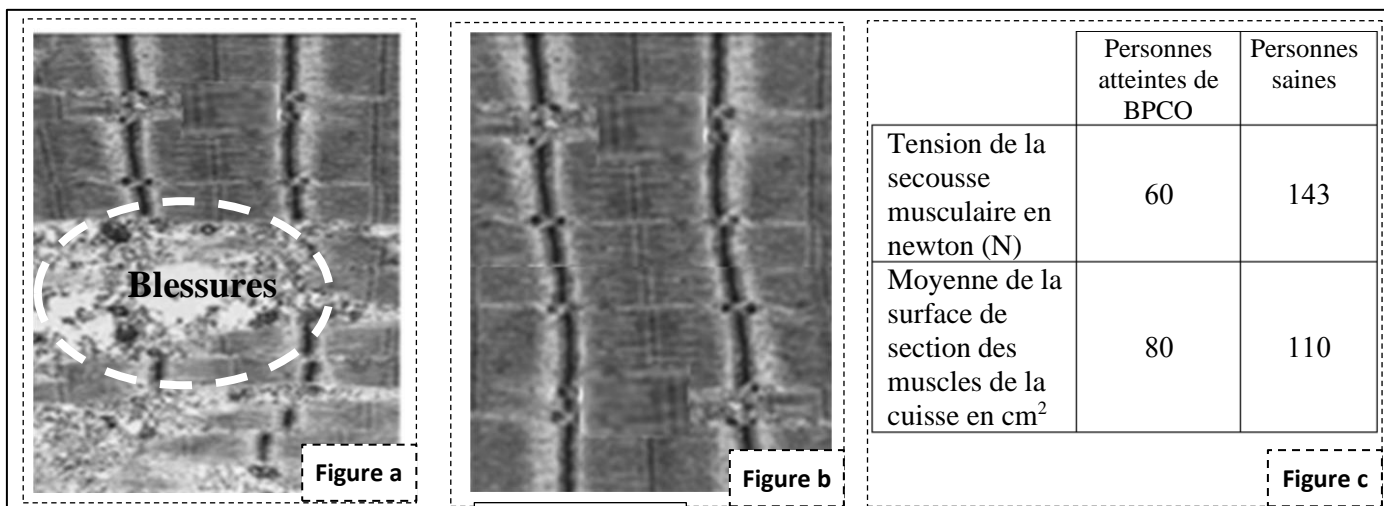 Blessures
Figure a
Figure b
Personnes
atteintes de
BPCO
Personnes
saines
Tension de la
secousse
musculaire en
newton (N)
60
143
Moyenne de la
surface de
section des
muscles de la
cuisse en cm²
80
110
Figure c